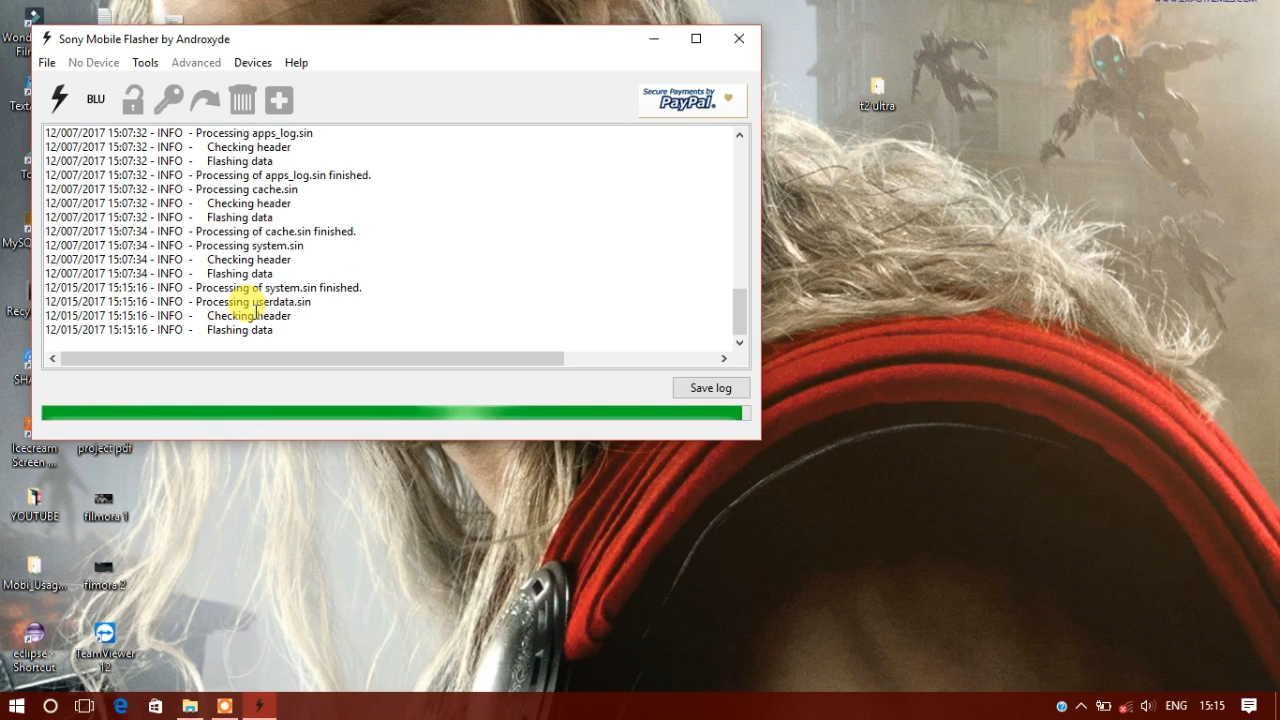 Sony Mobile Flasher by Androxyde
File No Device Tools Advanced Devices Help
BLU
Secure Payments by
PayPal.
12/007/2017 15:07:32 - INFO - Processing apps_log.sin
12/007/2017 15:07:32 - INFO - Checking header
12/007/2017 15:07:32 - INFO - Flashing data
12/007/2017 15:07:32 - INFO - Processing of apps_log.sin finished.
12/007/2017 15:07:32 - INFO - Processing cache.sin
12/007/2017 15:07:32 - INFO - Checking header
12/007/2017 15:07:32 - INFO - Flashing data
12/007/2017 15:07:34 - INFO - Processing of cache.sin finished.
12/007/2017 15:07:34 - INFO - Processing system.sin
12/007/2017 15:07:34 - INFO - Checking header
12/007/2017 15:07:34 - INFO - Flashing data
12/015/2017 15:15:16 - INFO - Processing of system.sin finished.
12/015/2017 15:15:16 - INFO - Processing userdata.sin
12/015/2017 15:15:16 - INFO - Checking header
12/015/2017 15:15:16 - INFO - Flashing data
Save log
t2 ultra
Icecream
Screen ...
project.pdf
YOUTUBE
filmora 1
Mobi_Usag...
fimora 2
eclipse -
Shortcut
TeamViewer
12
ENG 15:15